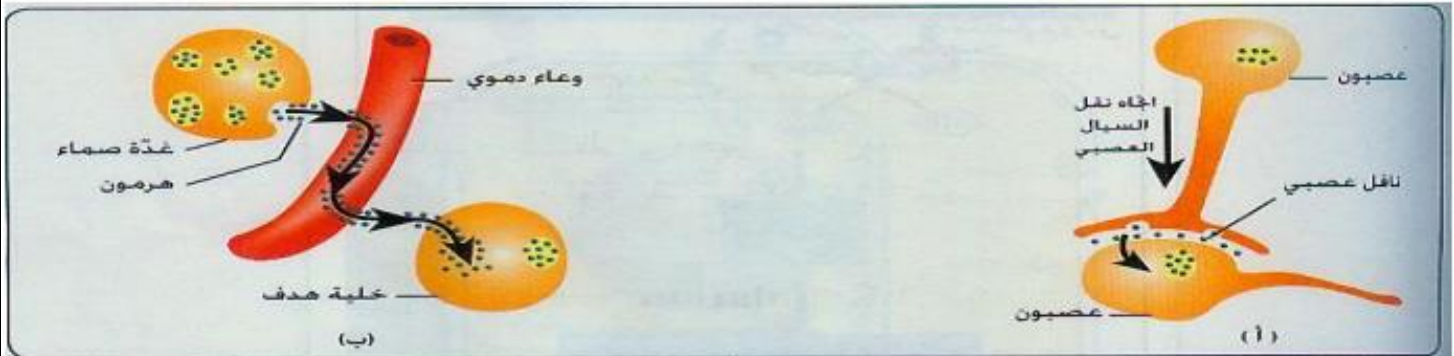 عصبون
اتجاه نقل
السيال
العصبي
ناقل عصبي
عصبون
(أ)
وعاء دموي
غدّة صماء
هرمون
خلية هدف
(ب)